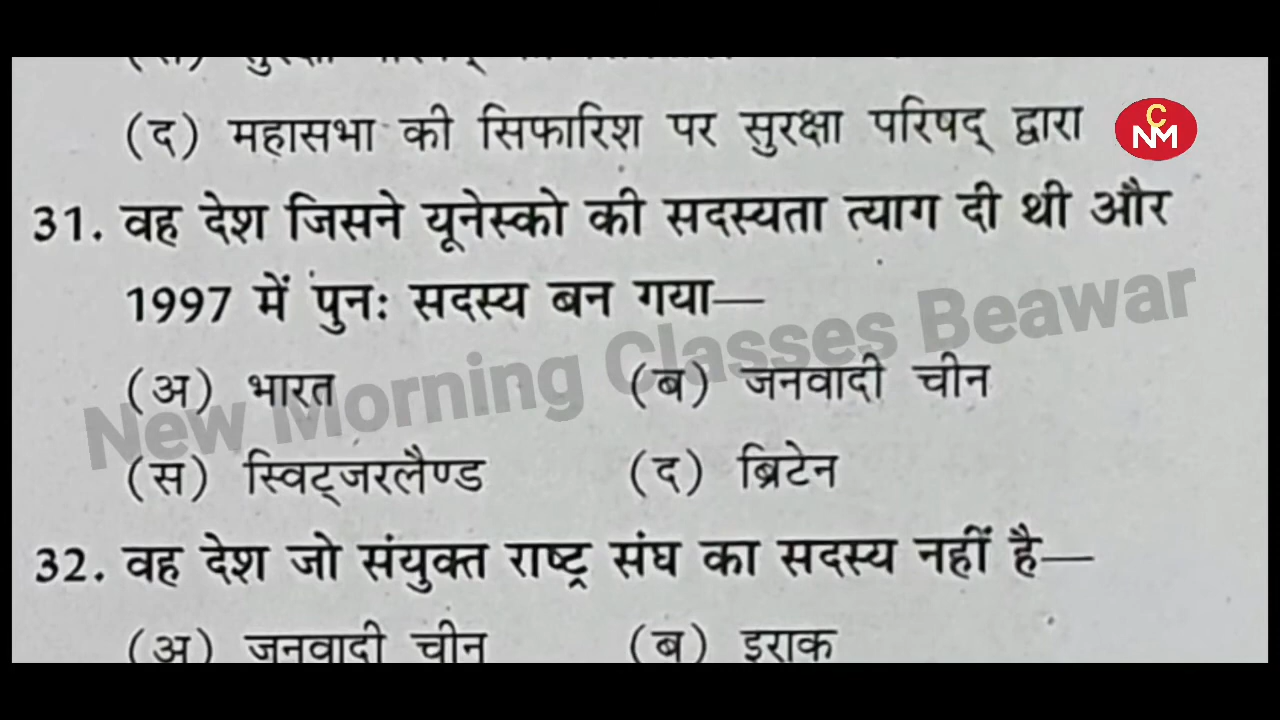 (द) महासभा की सिफारिश पर सुरक्षा परिषद् द्वारा
CNM
31. वह देश जिसने यूनेस्को की सदस्यता त्याग दी थी और
1997 में पुनः सदस्य बन गया—
(अ) भारत (ब) जनवादी चीन
New Morning Classes Beawar
(स) स्विट्जरलैण्ड (द) ब्रिटेन
32. वह देश जो संयुक्त राष्ट्र संघ का सदस्य नहीं है—
(अ) जनवादी चीन (ब) इराक